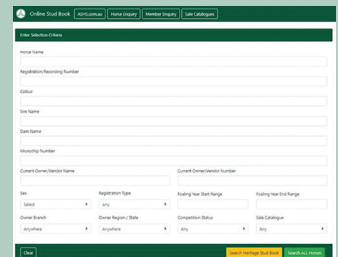 Online Stud Book ASHS.com.au Horse Enquiry Member Enquiry Sale Catalogues
Enter Selection Criteria
Horse Name
Registration/Recording Number
Colour
Sire Name
Dam Name
Microchip Number
Current Owner/Vendor Name Current Owner/Vendor Number
Sex Registration Type Foaling Year Start Range Foaling Year End Range
Select Any
Owner Branch Owner Region / State Competition Status Sale Catalogue
Anywhere Anywhere Any Any
Clear Search Heritage Stud Book Search ALL Horses